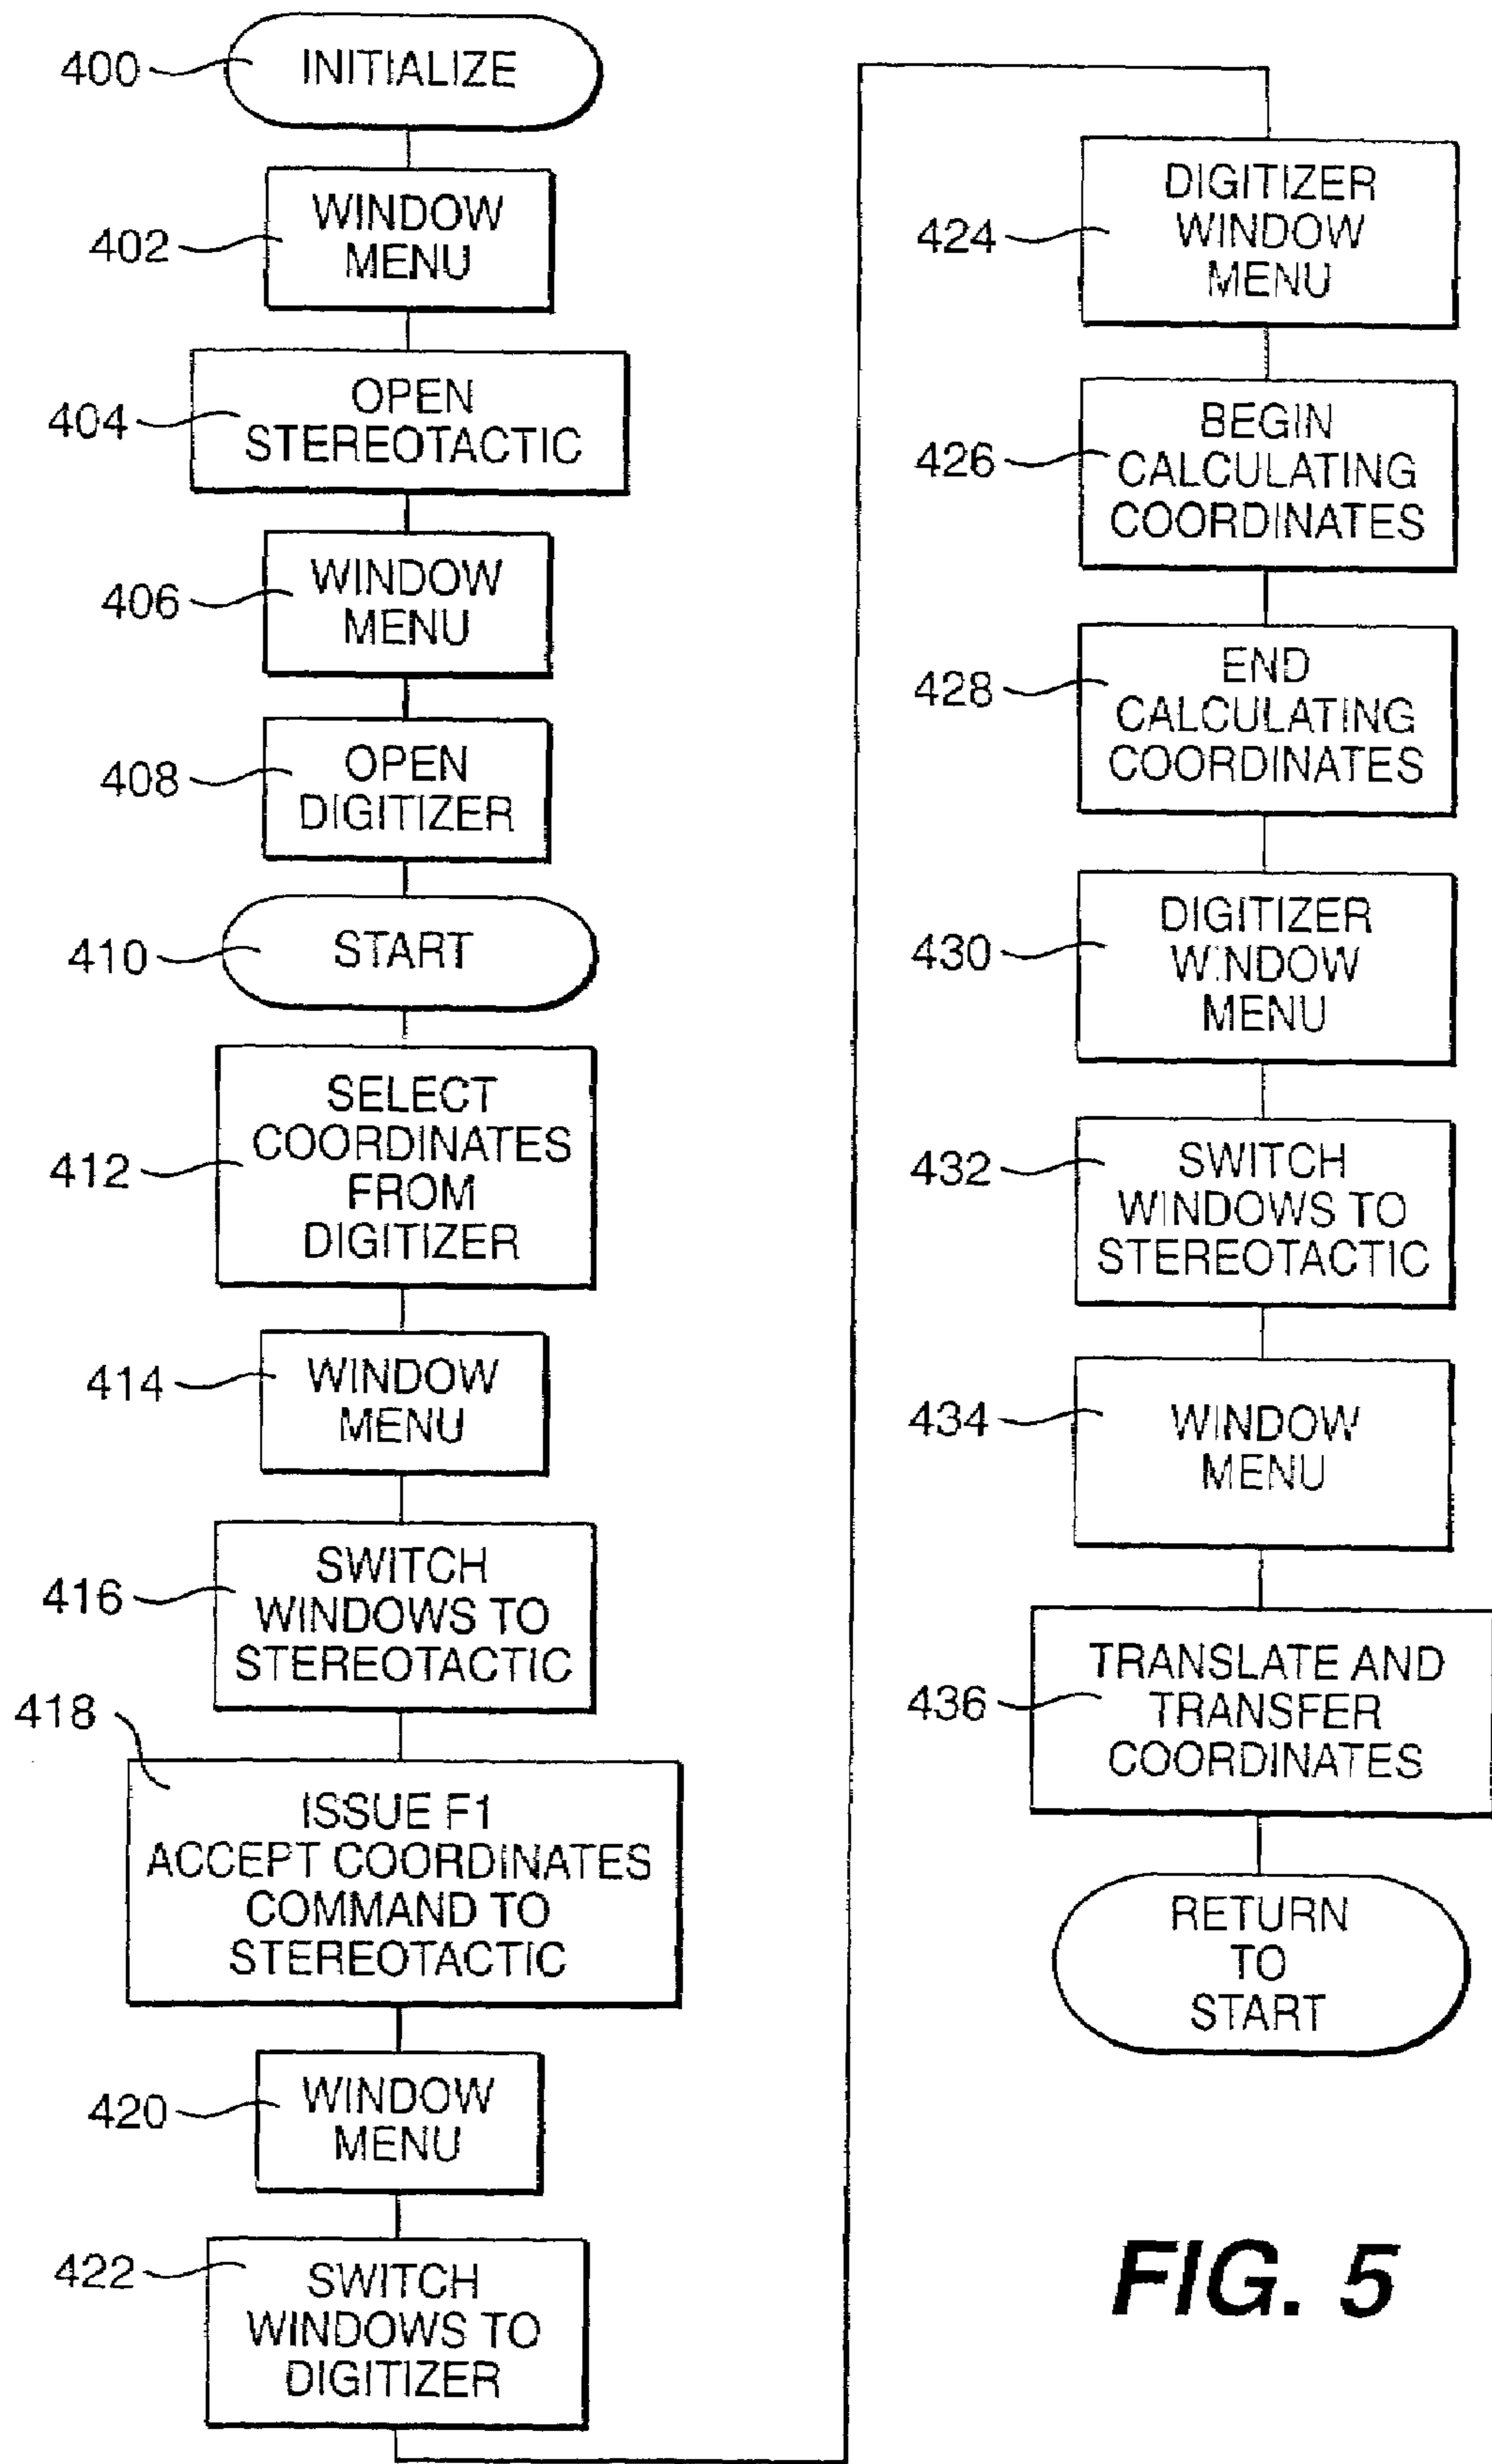 400
INITIALIZE
402
WINDOW
MENU
404
OPEN
STEREOTACTIC
406
WINDOW
MENU
408
OPEN
DIGITIZER
410
START
412
SELECT
COORDINATES
FROM
DIGITIZER
414
WINDOW
MENU
416
SWITCH
WINDOWS TO
STEREOTACTIC
418
ISSUE F1
ACCEPT COORDINATES
COMMAND TO
STEREOTACTIC
420
WINDOW
MENU
422
SWITCH
WINDOWS TO
DIGITIZER
424
DIGITIZER
WINDOW
MENU
426
BEGIN
CALCULATING
COORDINATES
428
END
CALCULATING
COORDINATES
430
DIGITIZER
WINDOW
MENU
432
SWITCH
WINDOWS TO
STEREOTACTIC
434
WINDOW
MENU
436
TRANSLATE AND
TRANSFER
COORDINATES
RETURN
TO
START
FIG. 5